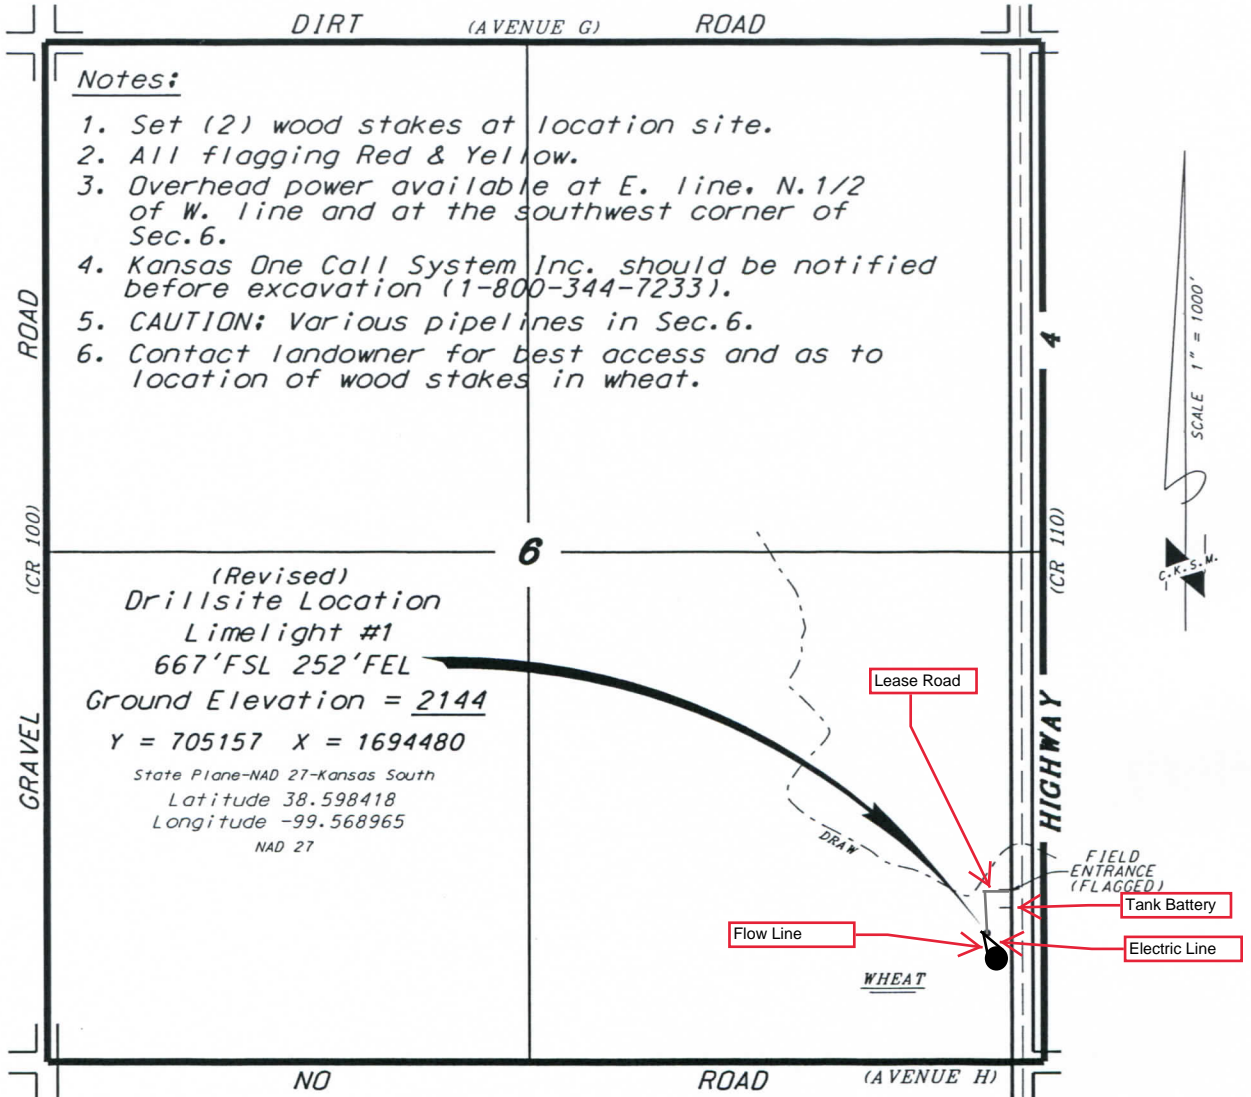 DIRT (AVENUE G) ROAD
Notes:
1. Set (2) wood stakes at location site.
2. All flagging Red & Yellow.
3. Overhead power available at E. line, N.1/2
of W. line and at the southwest corner of
Sec.6.
4. Kansas One Call System Inc. should be notified
before excavation (1-800-344-7233).
5. CAUTION: Various pipelines in Sec.6.
6. Contact landowner for best access and as to
location of wood stakes in wheat.
ROAD
(CR 100)
GRAVEL
4
(CR 110)
HIGHWAY
SCALE 1" = 1000'
C.K.S.M.
6
(Revised)
Drillsite Location
Limelight #1
667'FSL 252'FEL
Ground Elevation = 2144
Y = 705157 X = 1694480
State Plane-NAD 27-Kansas South
Latitude 38.598418
Longitude -99.568965
NAD 27
Lease Road
DRAW
FIELD
ENTRANCE
(FLAGGED)
Tank Battery
Flow Line
Electric Line
WHEAT
NO ROAD (AVENUE H)